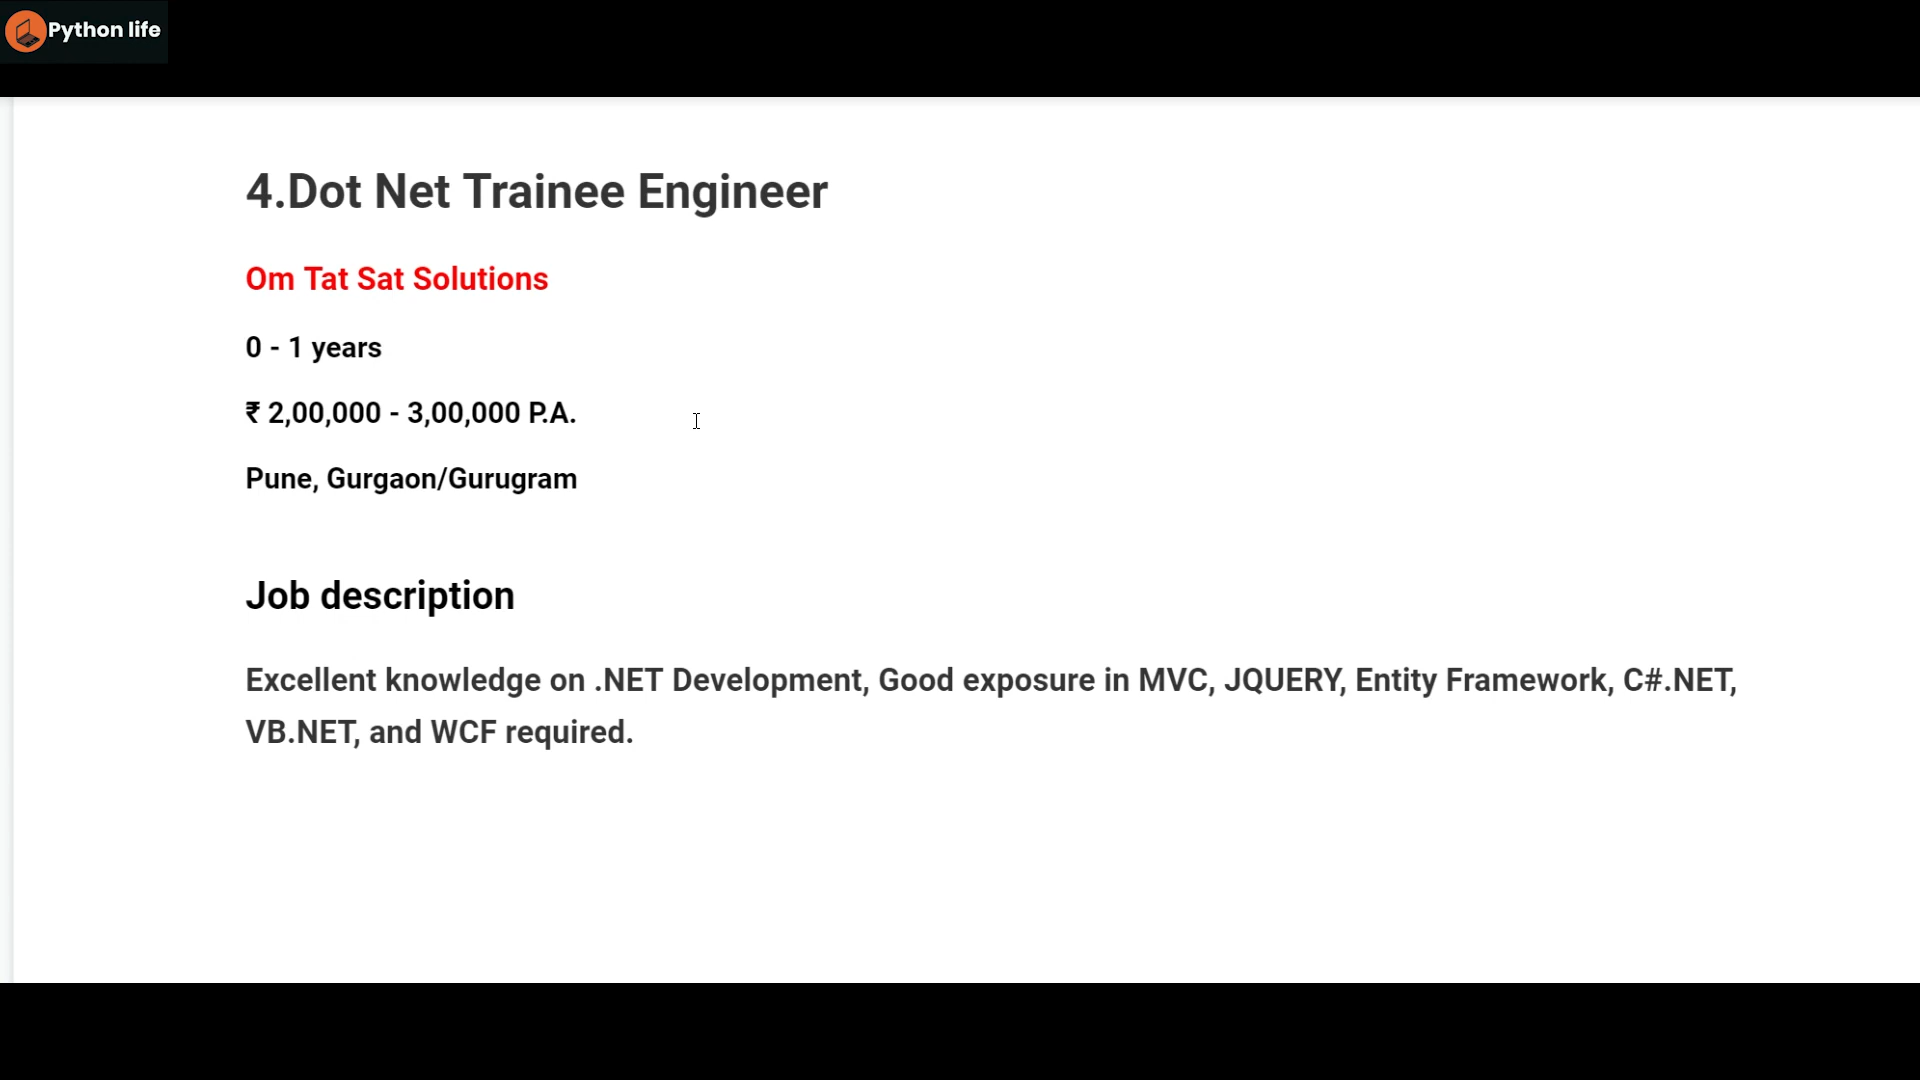 Python life
4.Dot Net Trainee Engineer
Om Tat Sat Solutions
0 - 1 years
₹ 2,00,000 - 3,00,000 P.A.
Pune, Gurgaon/Gurugram
Job description
Excellent knowledge on .NET Development, Good exposure in MVC, JQUERY, Entity Framework, C#.NET,
VB.NET, and WCF required.